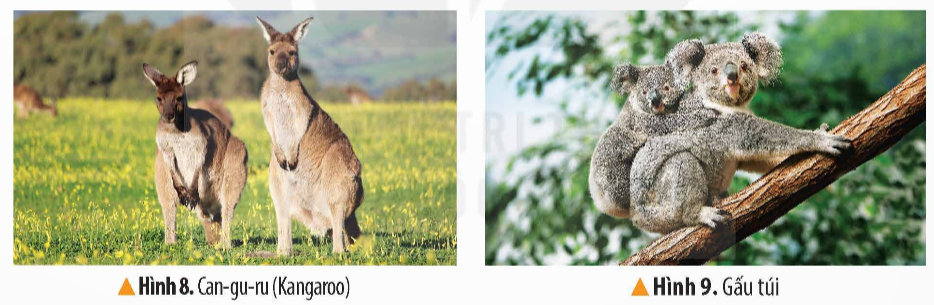 ▲ Hình 8. Can-gu-ru (Kangaroo)
▲ Hình 9. Gấu túi